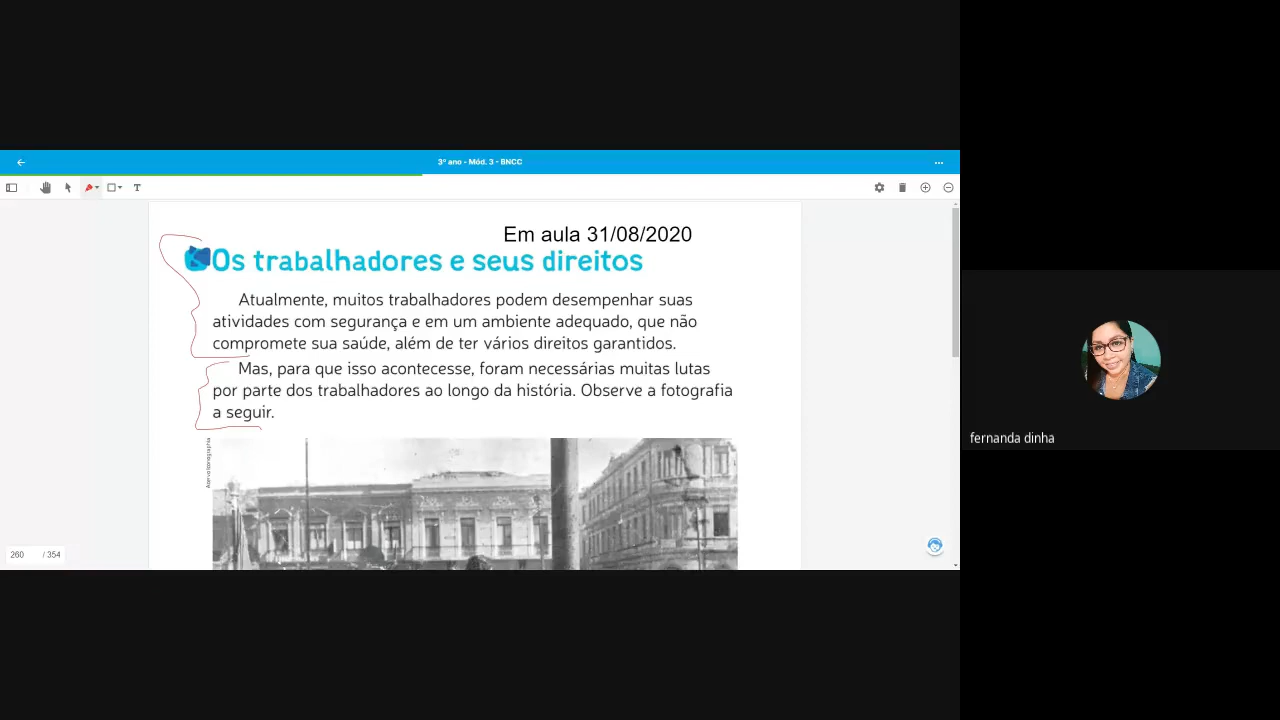 3º ano - Mód. 3 - BNCC
T
Em aula 31/08/2020
Os trabalhadores e seus direitos
Atualmente, muitos trabalhadores podem desempenhar suas
atividades com segurança e em um ambiente adequado, que não
compromete sua saúde, além de ter vários direitos garantidos.
Mas, para que isso acontecesse, foram necessárias muitas lutas
por parte dos trabalhadores ao longo da história. Observe a fotografia
a seguir.
260 / 354
fernanda dinha